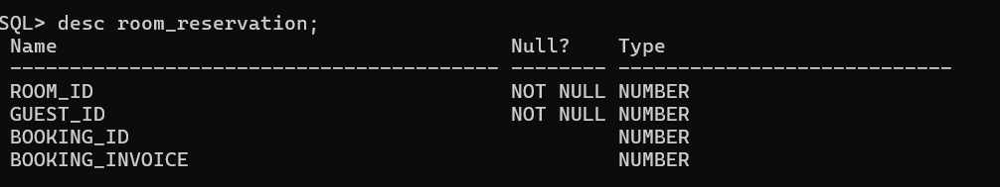 SQL> desc room_reservation;
 Name                                      Null?    Type
 ----------------------------------------- -------- ----------------------------
 ROOM_ID                                   NOT NULL NUMBER
 GUEST_ID                                  NOT NULL NUMBER
 BOOKING_ID                                         NUMBER
 BOOKING_INVOICE                                    NUMBER